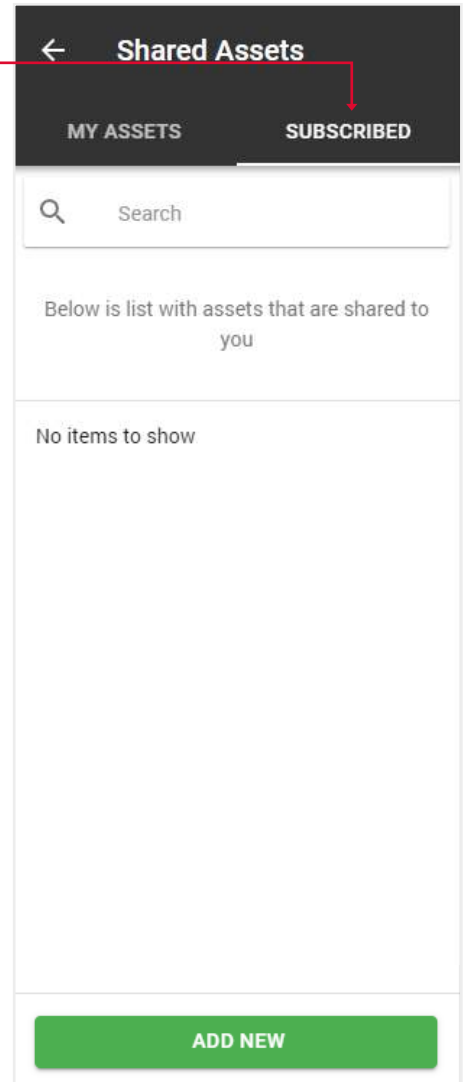 Shared Assets
MY ASSETS
SUBSCRIBED
Search
Below is list with assets that are shared to
you
No items to show
ADD NEW